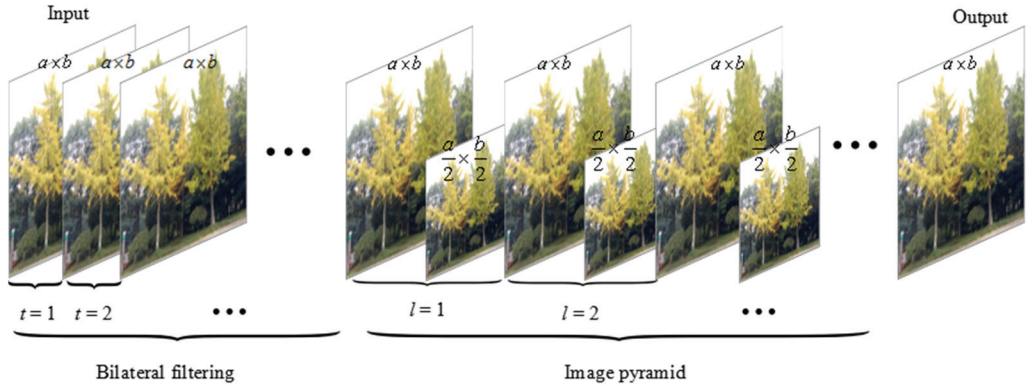 Input
Output
a×b
a×b
a×b
a×b
a×b
a×b
a×b
a/2 × b/2
a/2 × b/2
a/2 × b/2
t = 1
t = 2
l = 1
l = 2
Bilateral filtering
Image pyramid